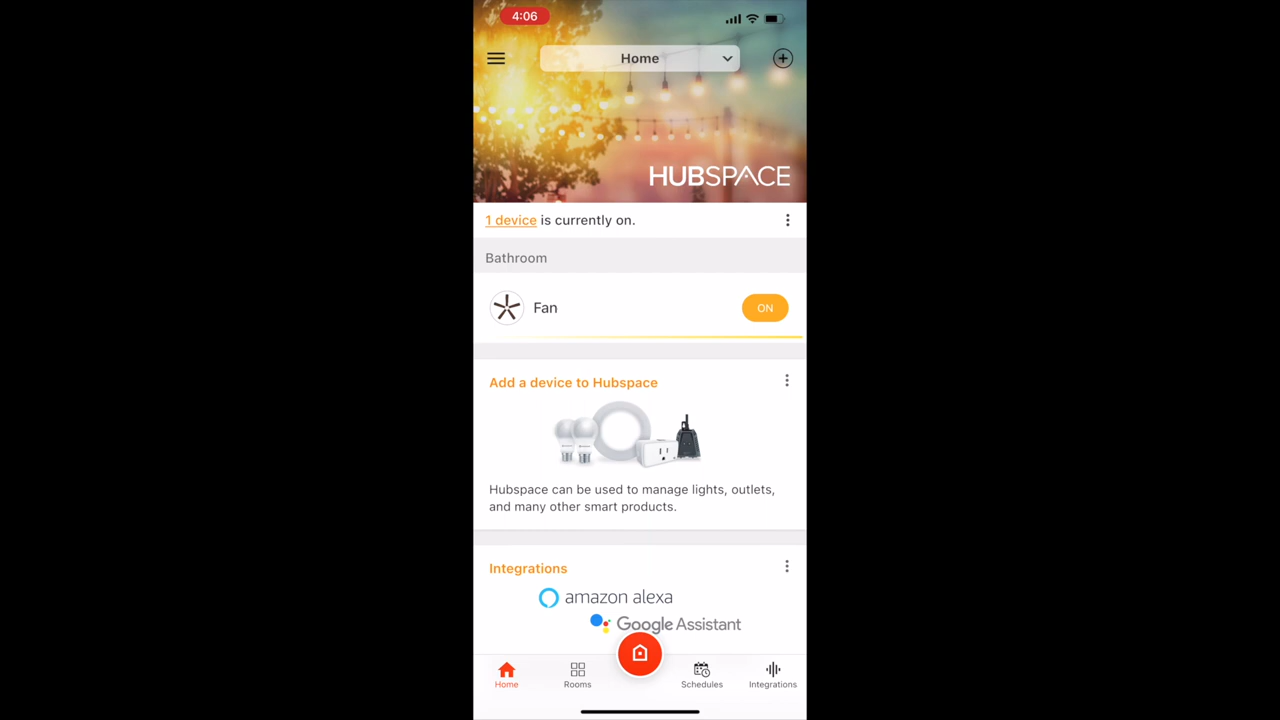 4:06
Home
HUBSPACE
1 device is currently on.
Bathroom
Fan
ON
Add a device to Hubspace
Hubspace can be used to manage lights, outlets,
and many other smart products.
Integrations
amazon alexa
Google Assistant
Home
Rooms
Schedules
Integrations